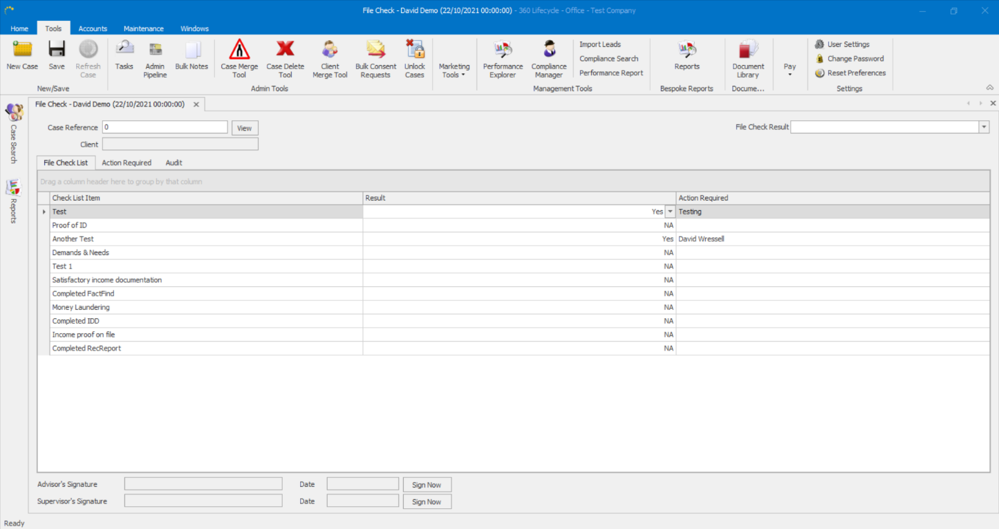 File Check - David Demo (22/10/2021 00:00:00) - 360 Lifecycle - Office - Test Company
Home Tools Accounts Maintenance Windows
New Case
Save
Refresh Case
New/Save
Tasks
Admin Pipeline
Bulk Notes
Case Merge Tool
Case Delete Tool
Client Merge Tool
Bulk Consent Requests
Unlock Cases
Admin Tools
Marketing Tools
Performance Explorer
Compliance Manager
Import Leads
Compliance Search
Performance Report
Management Tools
Reports
Bespoke Reports
Document Library
Docume...
Pay
User Settings
Change Password
Reset Preferences
Settings
Case Search
Reports
File Check - David Demo (22/10/2021 00:00:00)
Case Reference 0 View
File Check Result
Client
File Check List Action Required Audit
Drag a column header here to group by that column
Check List Item Result Action Required
Test Yes Testing
Proof of ID NA
Another Test Yes David Wressell
Demands & Needs NA
Test 1 NA
Satisfactory income documentation NA
Completed FactFind NA
Money Laundering NA
Completed IDD NA
Income proof on file NA
Completed RecReport NA
Advisor's Signature Date Sign Now
Supervisor's Signature Date Sign Now
Ready